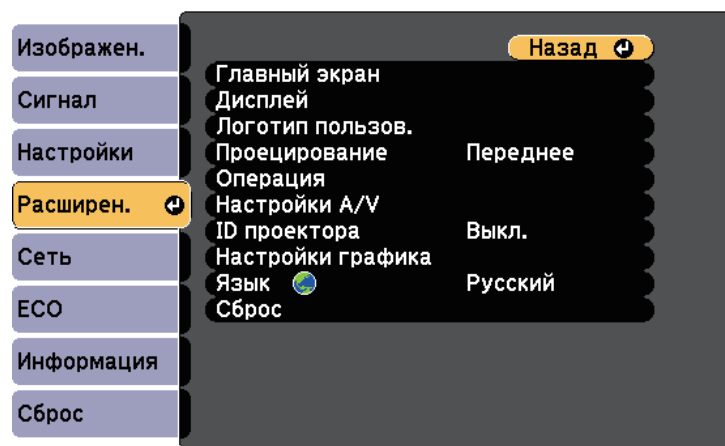 Изображен.
Сигнал
Настройки
Расширен.
Сеть
ECO
Информация
Сброс
Назад
Главный экран
Дисплей
Логотип пользов.
Проецирование Переднее
Операция
Настройки A/V
ID проектора Выкл.
Настройки графика
Язык Русский
Сброс